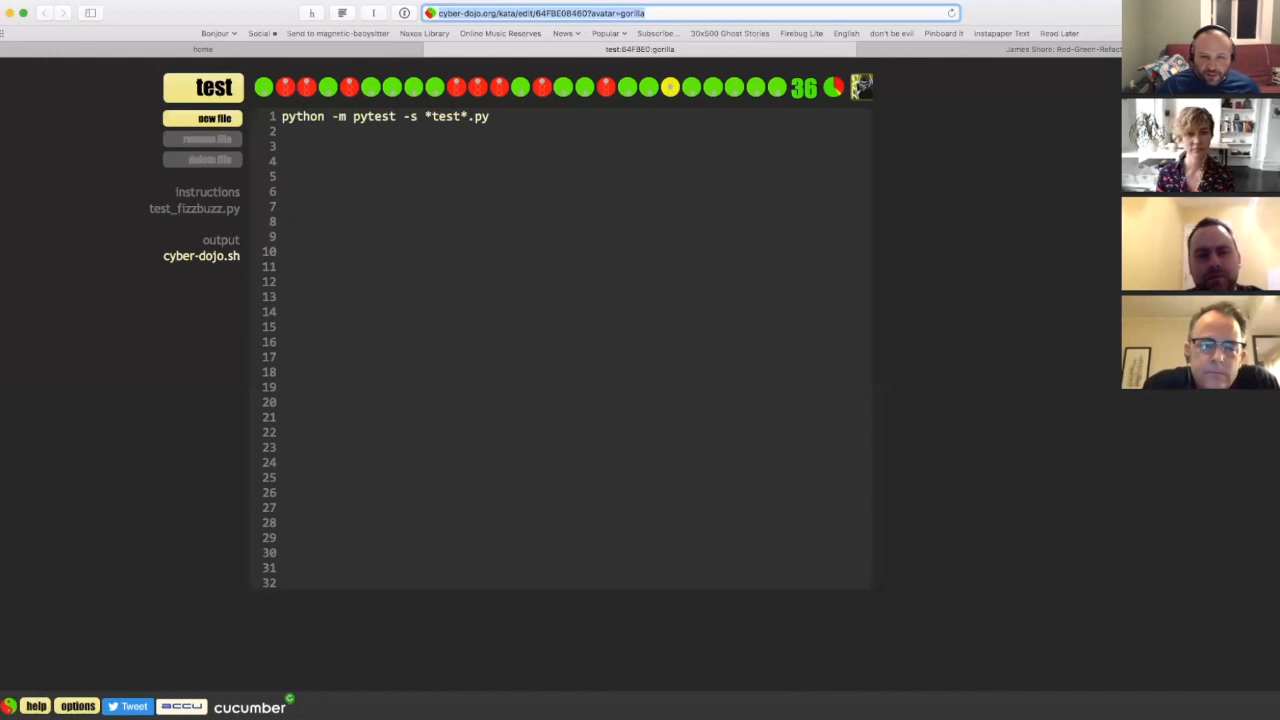 cyber-dojo.org/kata/edit/64FBE08460?avatar=gorilla
Bonjour Social Send to magnetic-babysitter Naxos Library Online Music Reserves News Popular Subscribe... 30x500 Ghost Stories Firebug Lite English don't be evil Pinboard it Instapaper Text Read Later
home test:64FBE0:gorilla James Shore: Red-Green-Refact
test 36
new file
rename file
delete file
instructions
test_fizzbuzz.py
output
cyber-dojo.sh
1 python -m pytest -s *test*.py
2
3
4
5
6
7
8
9
10
11
12
13
14
15
16
17
18
19
20
21
22
23
24
25
26
27
28
29
30
31
32
help options Tweet accu cucumber